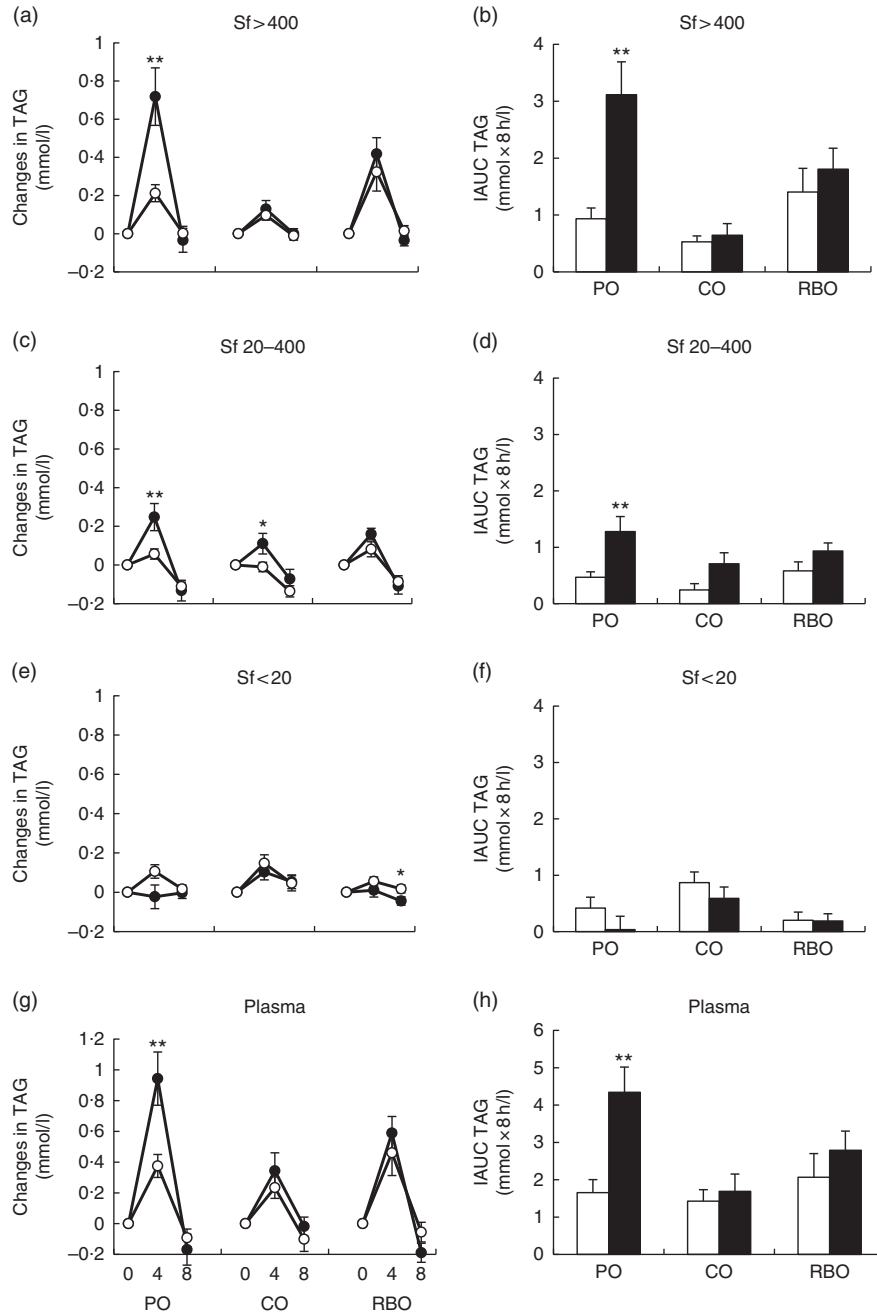 (a)
Sf>400
Changes in TAG
(mmol/l)
1
0·8
0·6
0·4
0·2
0
–0·2
**
(b)
Sf>400
IAUC TAG
(mmol × 8 h/l)
4
3
2
1
0
**
PO CO RBO
(c)
Sf 20–400
Changes in TAG
(mmol/l)
1
0·8
0·6
0·4
0·2
0
–0·2
**
*
(d)
Sf 20–400
IAUC TAG
(mmol × 8 h/l)
4
3
2
1
0
**
PO CO RBO
(e)
Sf<20
Changes in TAG
(mmol/l)
1
0·8
0·6
0·4
0·2
0
–0·2
*
(f)
Sf<20
IAUC TAG
(mmol × 8 h/l)
4
3
2
1
0
PO CO RBO
(g)
Plasma
Changes in TAG
(mmol/l)
1·2
1
0·8
0·6
0·4
0·2
0
–0·2
**
0 4 8 0 4 8 0 4 8
PO CO RBO
(h)
Plasma
IAUC TAG
(mmol × 8 h/l)
6
5
4
3
2
1
0
**
PO CO RBO